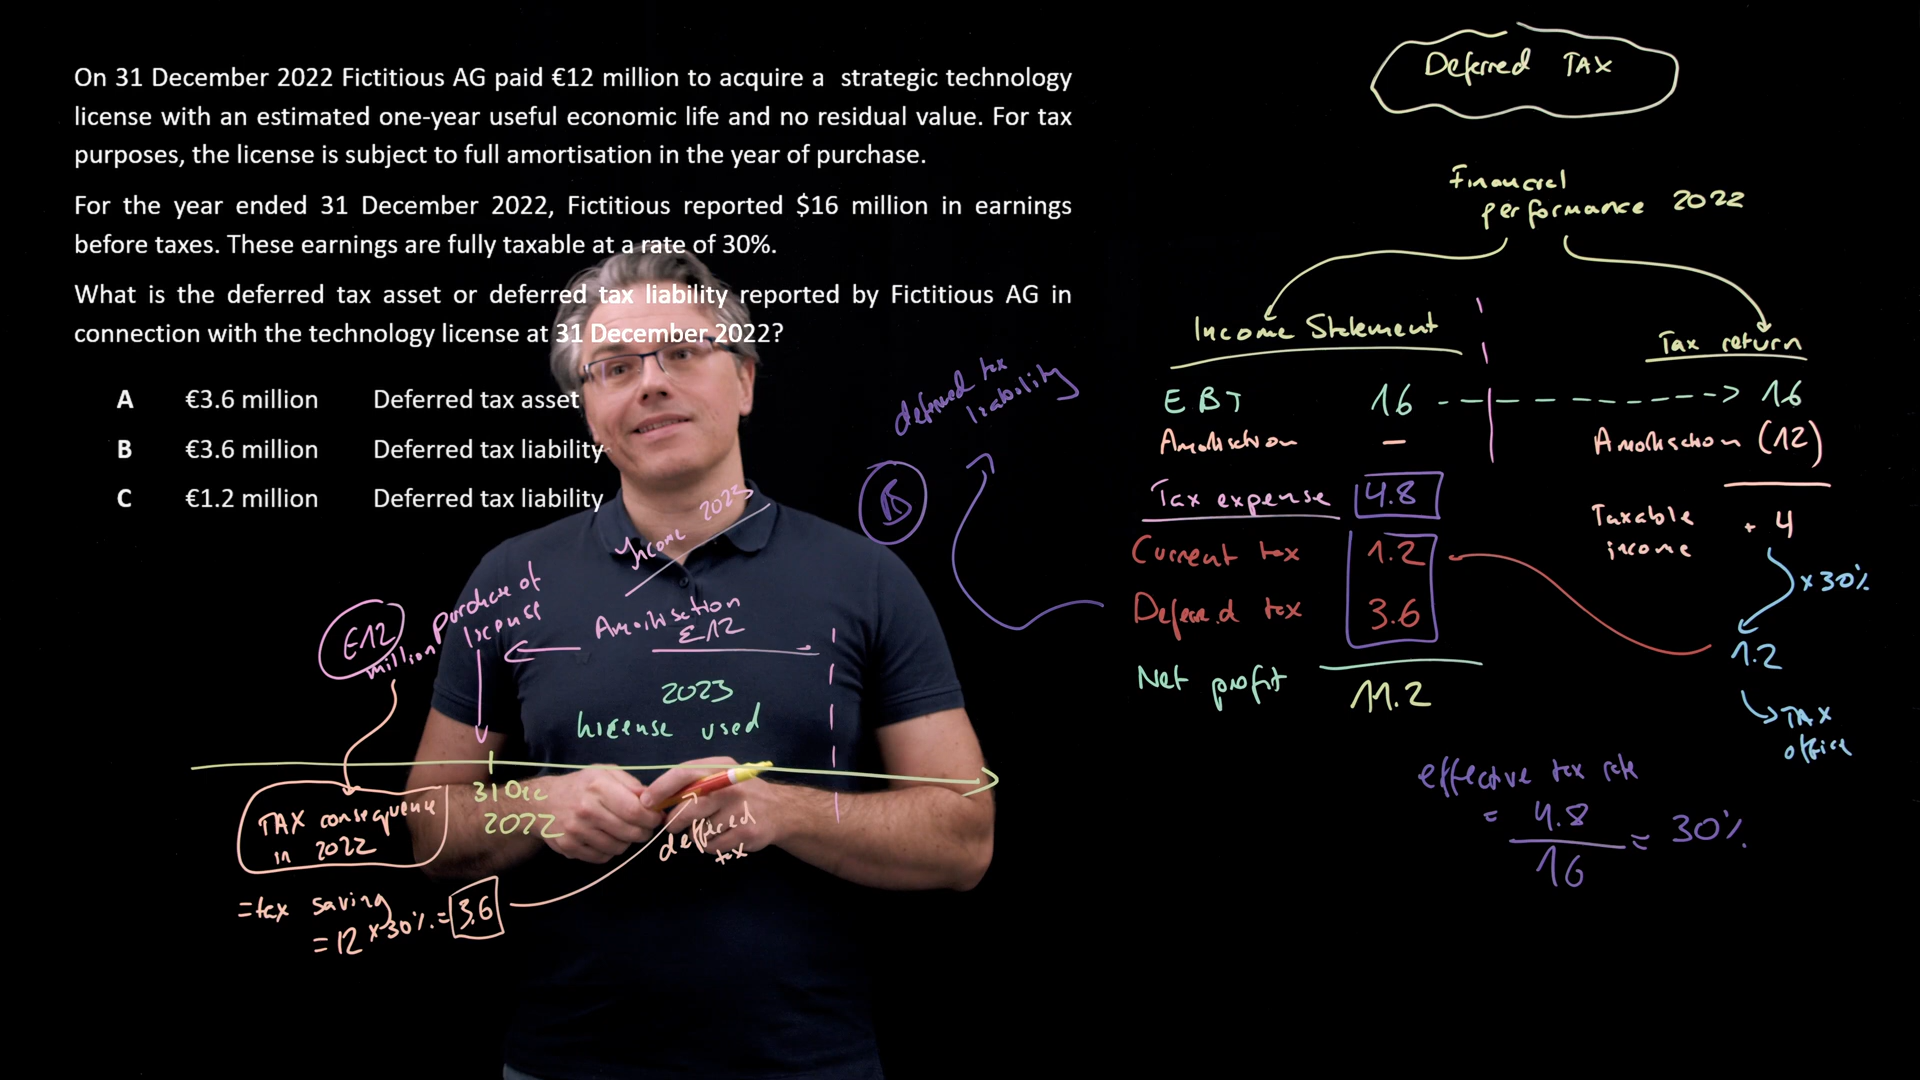 On 31 December 2022 Fictitious AG paid €12 million to acquire a strategic technology
license with an estimated one-year useful economic life and no residual value. For tax
purposes, the license is subject to full amortisation in the year of purchase.
For the year ended 31 December 2022, Fictitious reported $16 million in earnings
before taxes. These earnings are fully taxable at a rate of 30%.
What is the deferred tax asset or deferred tax liability reported by Fictitious AG in
connection with the technology license at 31 December 2022?
A €3.6 million Deferred tax asset
B €3.6 million Deferred tax liability
C €1.2 million Deferred tax liability
Deferred TAX
Financial
performance 2022
Income Statement
Tax return
EBT 16 16
Amortisation – Amortisation (12)
Tax expense 4.8
Taxable
income + 4
Current tax 1.2
x 30%
Deferred tax 3.6
1.2
Net profit 11.2
TAX
office
effective tax rate
= 4.8
16
= 30%
deferred tax
liability
B
Income 2023
purchase of
license
€12
million
Amortisation
€12
2023
license used
31 Dec
2022
TAX consequence
in 2022
deffered
tax
= tax saving
= 12 x 30% = 3.6